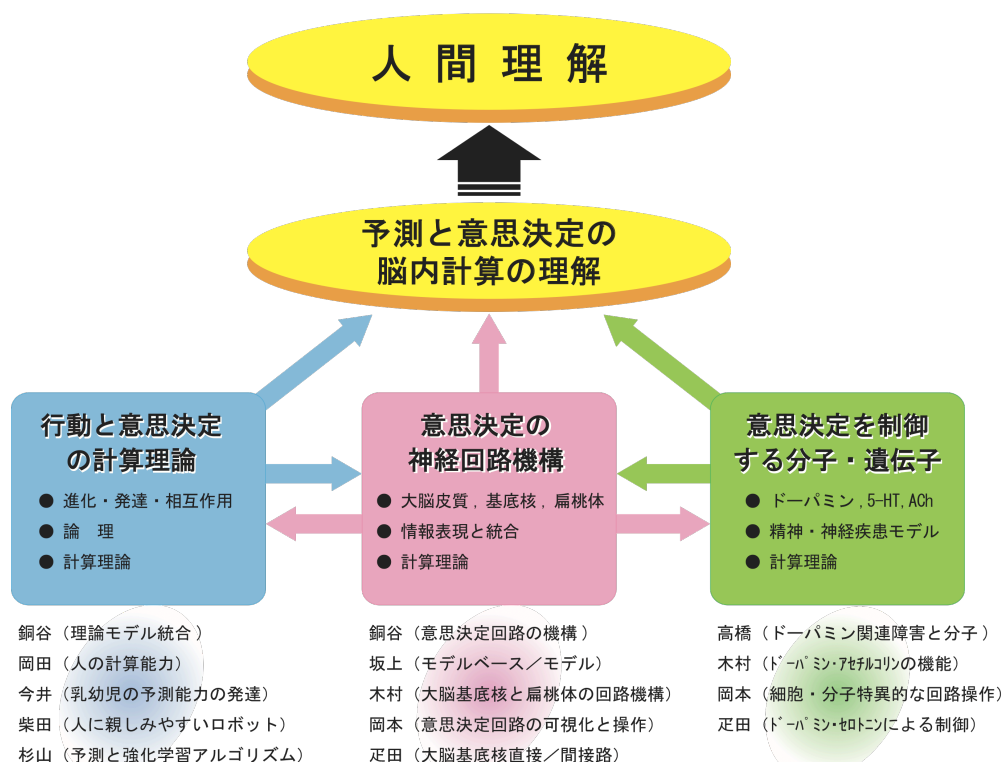 人間理解
予測と意思決定の
脳内計算の理解
行動と意思決定
の計算理論
● 進化・発達・相互作用
● 論　理
● 計算理論
意思決定の
神経回路機構
● 大脳皮質, 基底核, 扁桃体
● 情報表現と統合
● 計算理論
意思決定を制御
する分子・遺伝子
● ドーパミン, 5-HT, ACh
● 精神・神経疾患モデル
● 計算理論
銅谷（理論モデル統合）
岡田（人の計算能力）
今井（乳幼児の予測能力の発達）
柴田（人に親しみやすいロボット）
杉山（予測と強化学習アルゴリズム）
銅谷（意思決定回路の機構）
坂上（モデルベース／モデル）
木村（大脳基底核と扁桃体の回路機構）
岡本（意思決定回路の可視化と操作）
疋田（大脳基底核直接／間接路）
高橋（ドーパミン関連障害と分子）
木村（ﾄﾞｰﾊﾟﾐﾝ･ｱｾﾁﾙｺﾘﾝの機能）
岡本（細胞・分子特異的な回路操作）
疋田（ﾄﾞｰﾊﾟﾐﾝ･ｾﾛﾄﾆﾝによる制御）